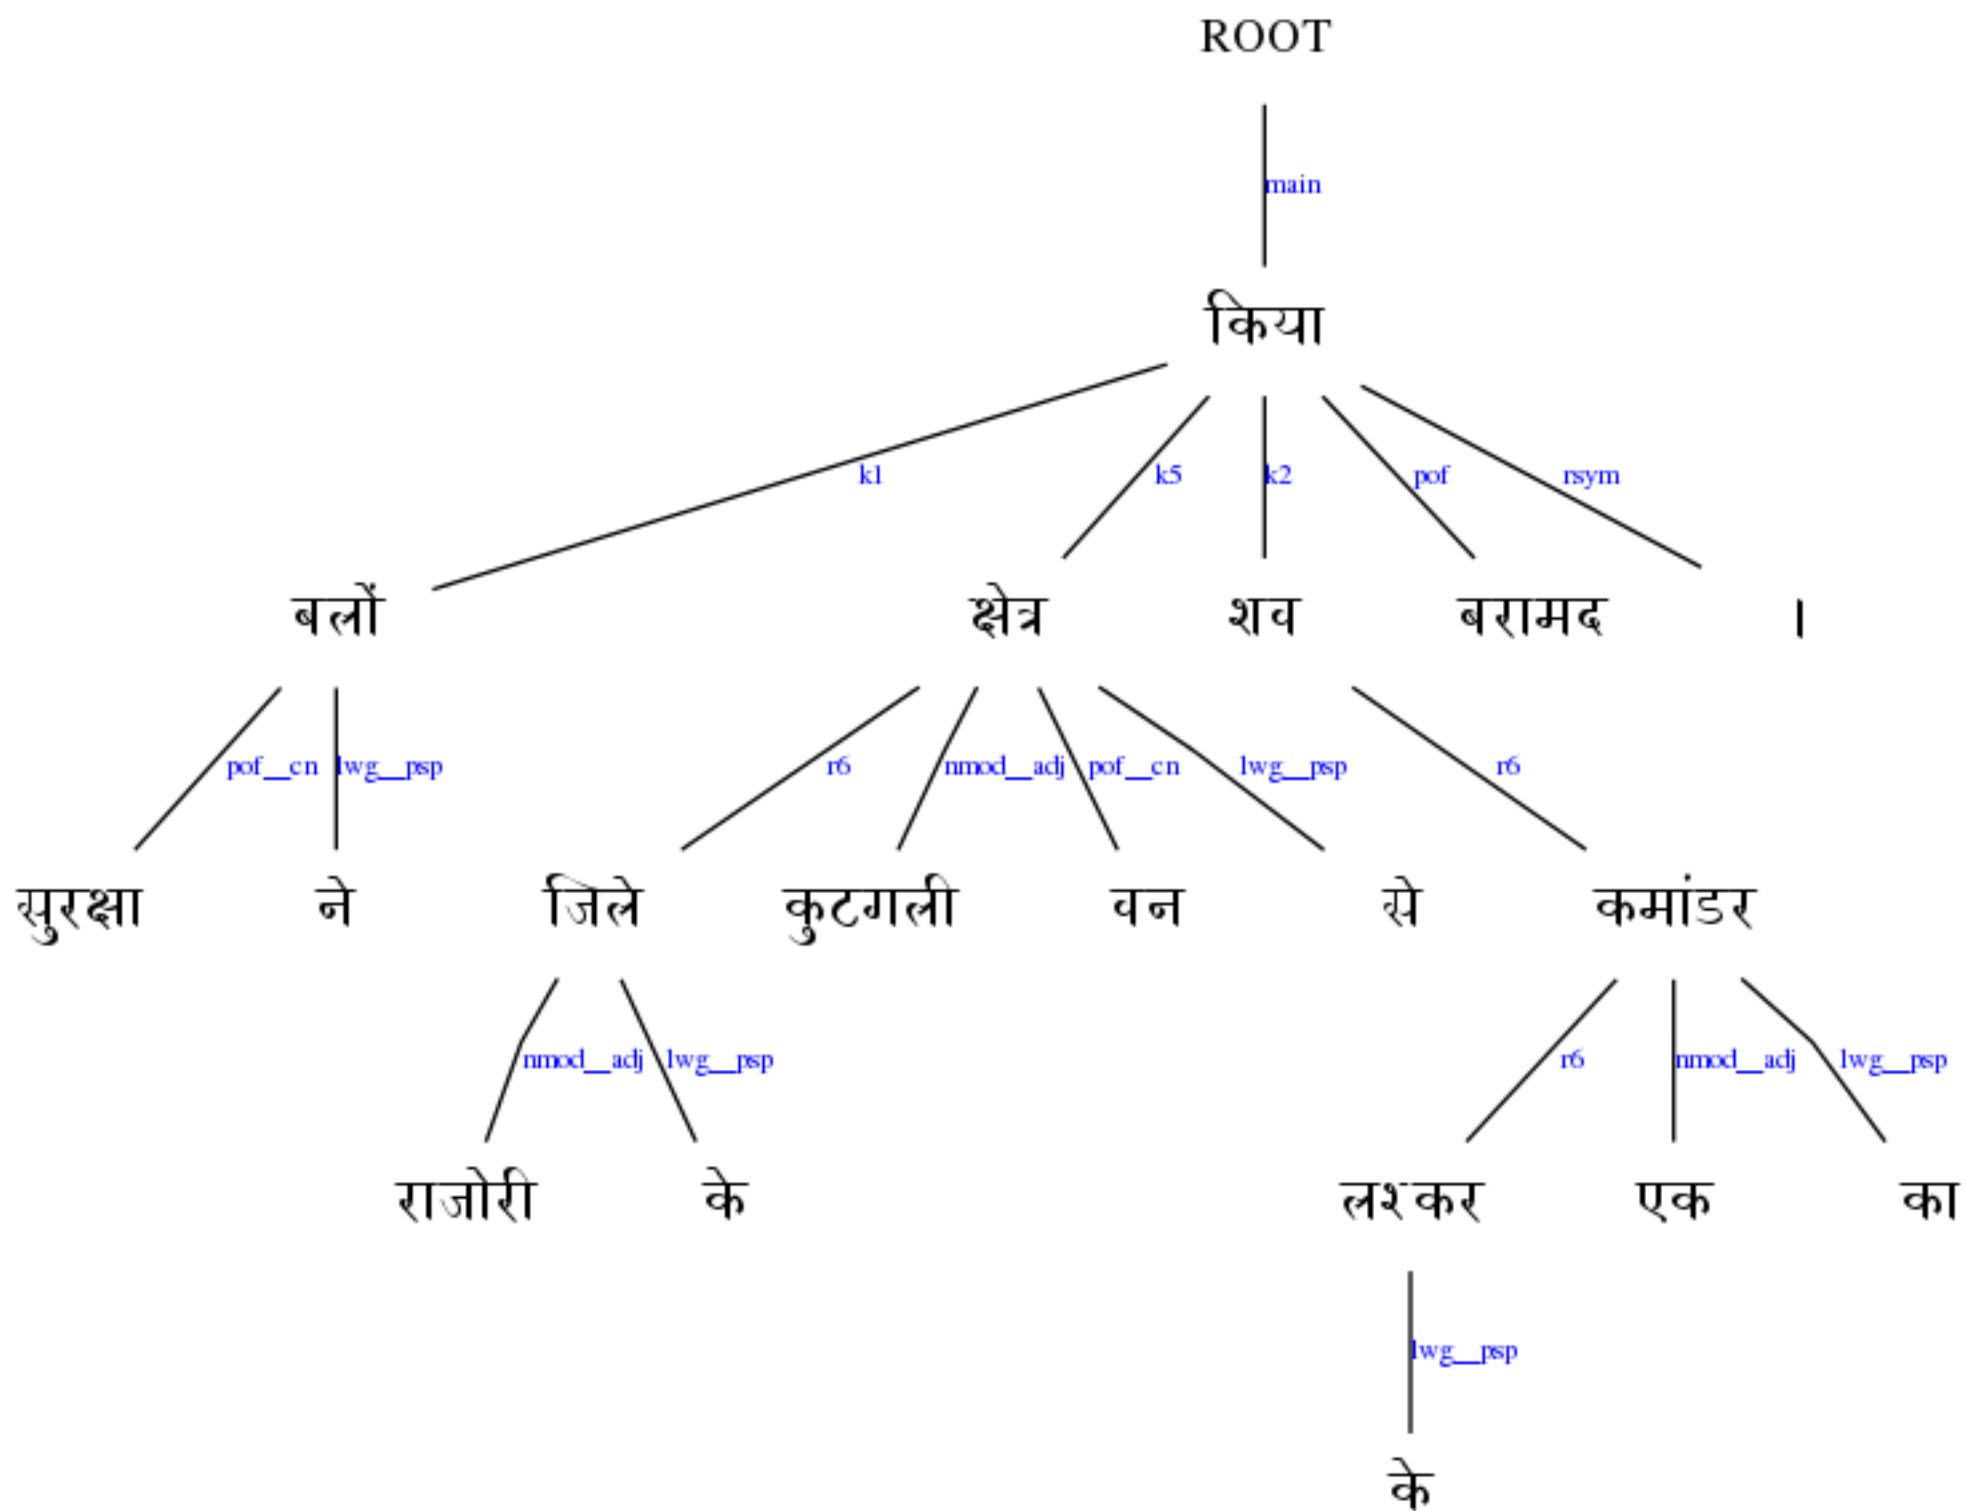 ROOT
main
किया
k1 k5 k2 pof rsym
बलों क्षेत्र शव बरामद ।
pof__cn lwg__psp r6 nmod__adj pof__cn lwg__psp r6
सुरक्षा ने जिले कुटगली वन से कमांडर
nmod__adj lwg__psp r6 nmod__adj lwg__psp
राजोरी के लश्कर एक का
lwg__psp
के